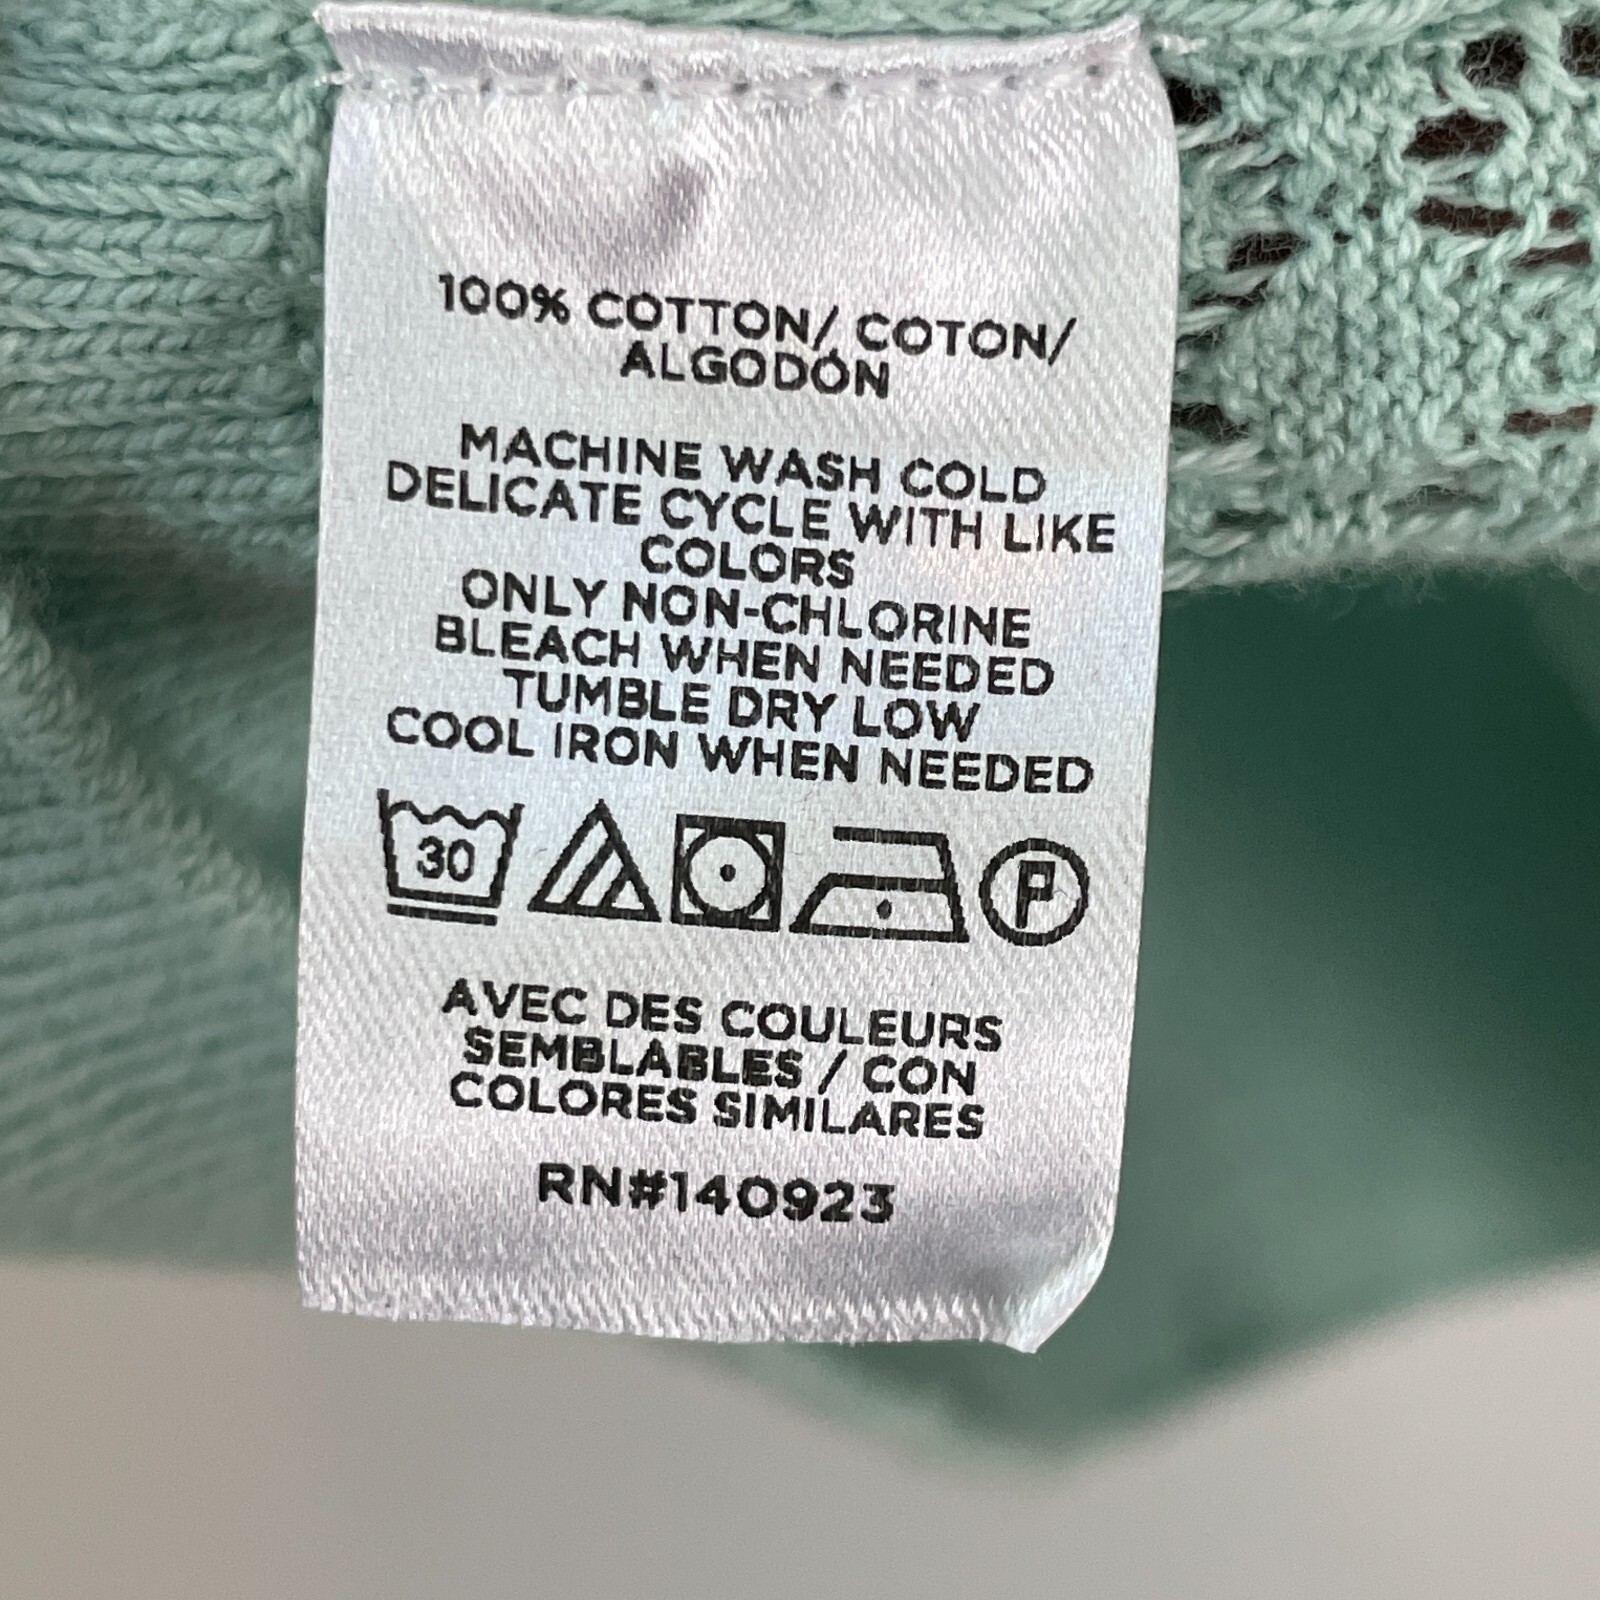 100% COTTON/ COTON/
ALGODÓN
MACHINE WASH COLD
DELICATE CYCLE WITH LIKE
COLORS
ONLY NON-CHLORINE
BLEACH WHEN NEEDED
TUMBLE DRY LOW
COOL IRON WHEN NEEDED
30 P
AVEC DES COULEURS
SEMBLABLES / CON
COLORES SIMILARES
RN#140923